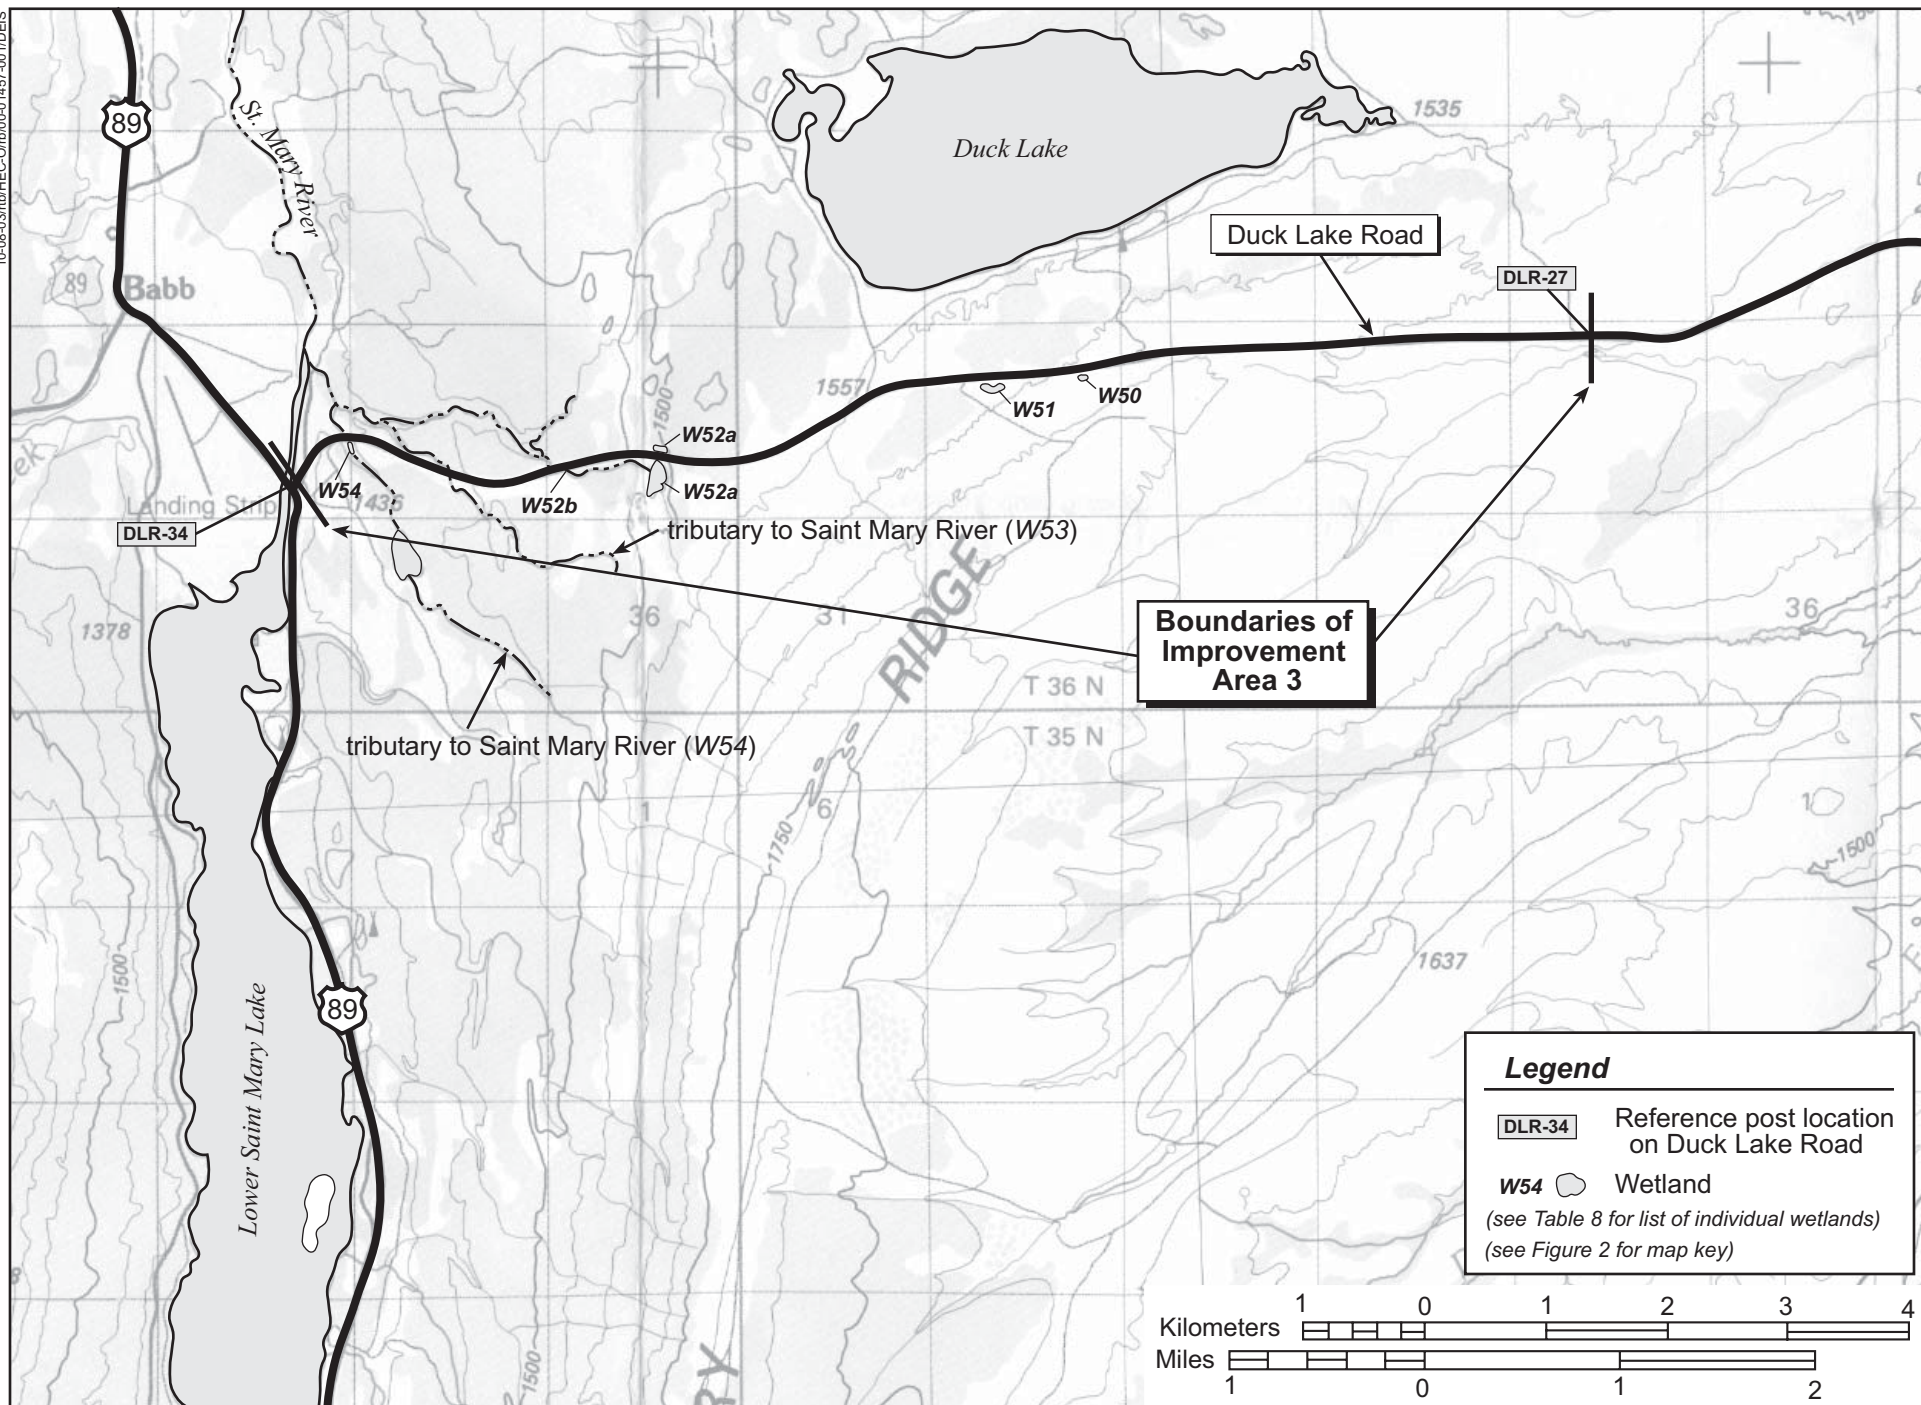 89
St. Mary River
Duck Lake
1535
Duck Lake Road
DLR-27
89
Babb
1557
1500
W51
W50
W52a
W54
W52b
W52a
Landing Strip
1436
DLR-34
tributary to Saint Mary River (W53)
RIDGE
36
31
36
1378
Boundaries of
Improvement
Area 3
T 36 N
T 35 N
tributary to Saint Mary River (W54)
1
6
1
1750
1500
1500
1637
89
Lower Saint Mary Lake
1500
Legend
DLR-34 Reference post location
on Duck Lake Road
W54 Wetland
(see Table 8 for list of individual wetlands)
(see Figure 2 for map key)
1 0 1 2 3 4
Kilometers
Miles
1 0 1 2